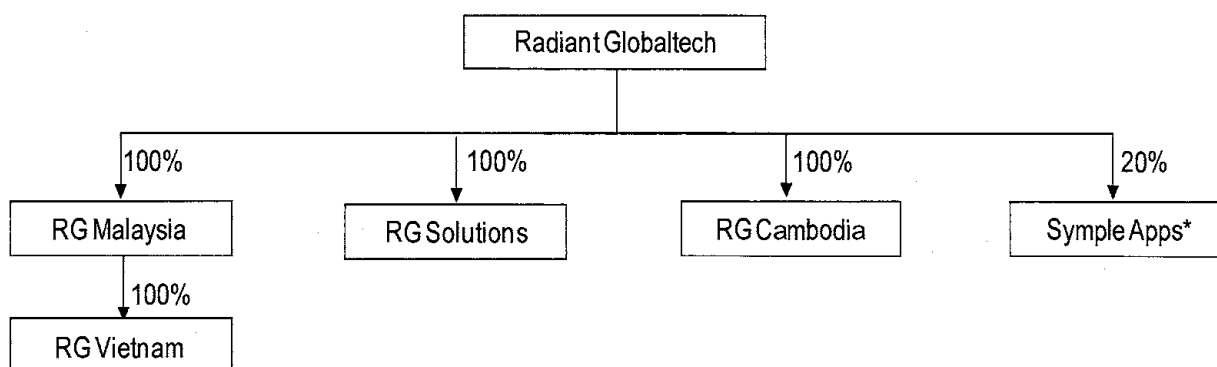 Radiant Globaltech
100%
100%
100%
20%
RG Malaysia
RG Solutions
RG Cambodia
Symple Apps*
100%
RG Vietnam